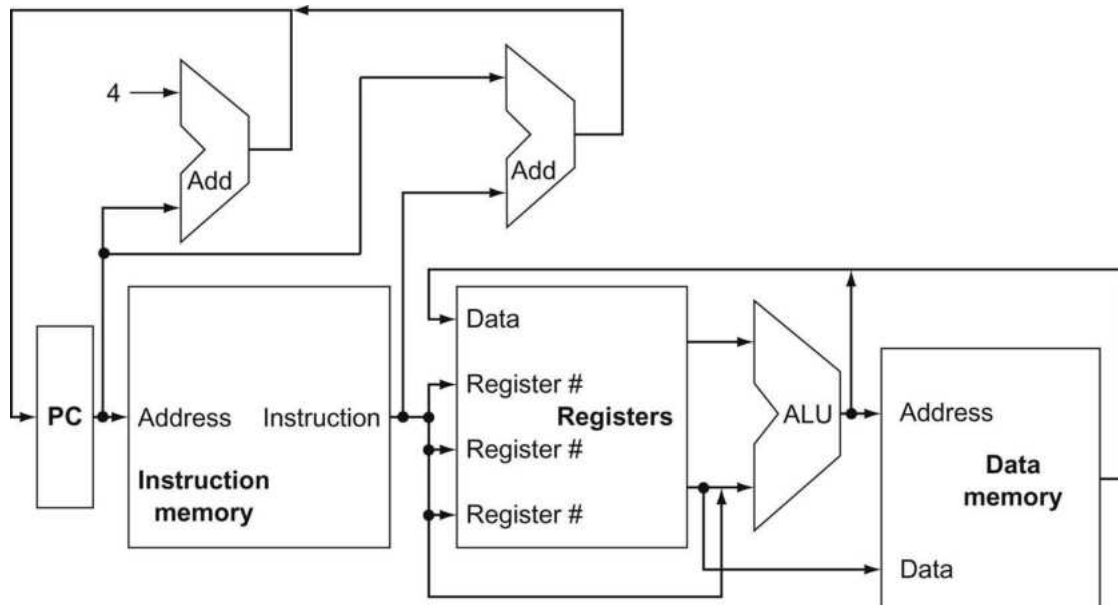 4
Add
Add
Data
Register #
PC
Address
Instruction
Registers
ALU
Address
Register #
Instruction
memory
Data
memory
Register #
Data